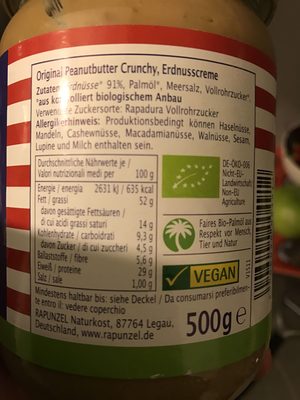 Original Peanutbutter Crunchy, Erdnusscreme
Zutaten: Erdnüsse* 91%, Palmöl*, Meersalz, Vollrohrzucker*
*aus kontrolliert biologischem Anbau
Verwendete Zuckersorte: Rapadura Vollrohrzucker
Allergikerhinweis: Produktionsbedingt können Haselnüsse,
Mandeln, Cashewnüsse, Macadamianüsse, Walnüsse, Sesam,
Lupine und Milch enthalten sein.
Durchschnittliche Nährwerte je /
Valori nutrizionali medi per 100 g
Energie / energia 2631 kJ / 635 kcal
Fett / grassi 52 g
davon gesättigte Fettsäuren /
di cui acidi grassi saturi 14 g
Kohlenhydrate / carboidrati 9,3 g
davon Zucker / di cui zuccheri 4,5 g
Ballaststoffe / fibre 5,6 g
Eiweiß / proteine 29 g
Salz / sale 1,00 g
DE-ÖKO-006
Nicht-EU-
Landwirtschaft
Non-EU
Agriculture
Faires Bio-Palmöl aus
Respekt vor Mensch,
Tier und Natur
VEGAN
Mindestens haltbar bis: siehe Deckel / Da consumarsi preferibilmen-
te entro il: vedere coperchio
RAPUNZEL Naturkost, 87764 Legau,
Deutschland, www.rapunzel.de
500g e